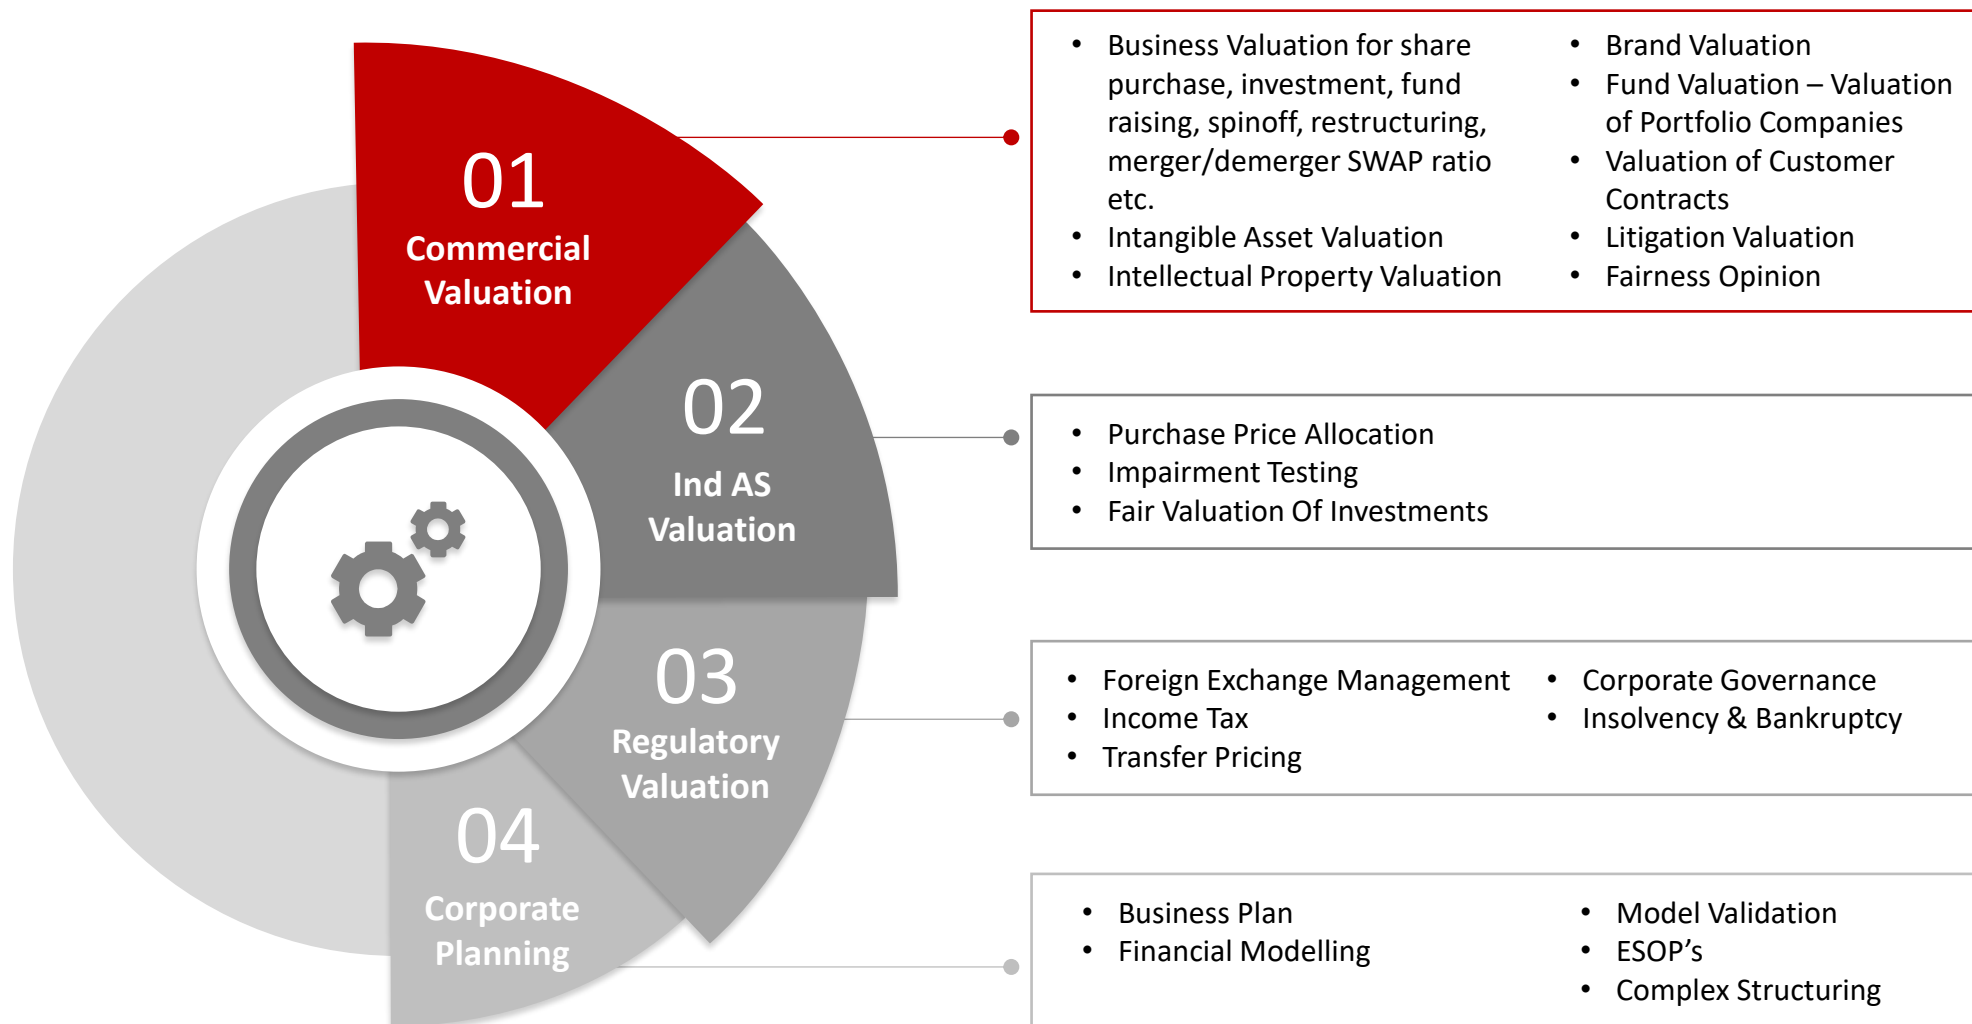 01
Commercial
Valuation
• Business Valuation for share
purchase, investment, fund
raising, spinoff, restructuring,
merger/demerger SWAP ratio
etc.
• Intangible Asset Valuation
• Intellectual Property Valuation
• Brand Valuation
• Fund Valuation – Valuation
of Portfolio Companies
• Valuation of Customer
Contracts
• Litigation Valuation
• Fairness Opinion
02
Ind AS
Valuation
• Purchase Price Allocation
• Impairment Testing
• Fair Valuation Of Investments
03
Regulatory
Valuation
• Foreign Exchange Management
• Income Tax
• Transfer Pricing
• Corporate Governance
• Insolvency & Bankruptcy
04
Corporate
Planning
• Business Plan
• Financial Modelling
• Model Validation
• ESOP’s
• Complex Structuring